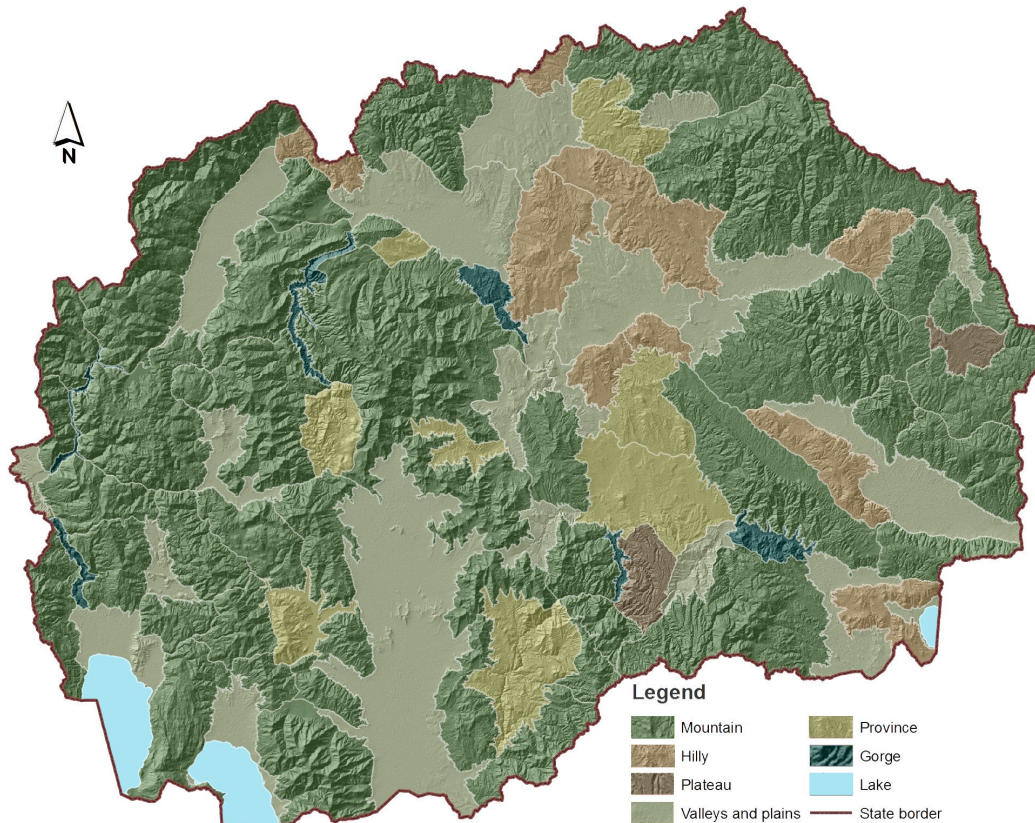 N
Legend
Mountain
Hilly
Plateau
Valleys and plains
Province
Gorge
Lake
State border